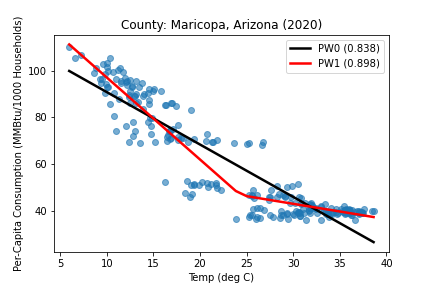 County: Maricopa, Arizona (2020)
PW0 (0.838)
PW1 (0.898)
Per-Capita Consumption (MMBtu/1000 Households)
100
80
60
40
5 10 15 20 25 30 35 40
Temp (deg C)